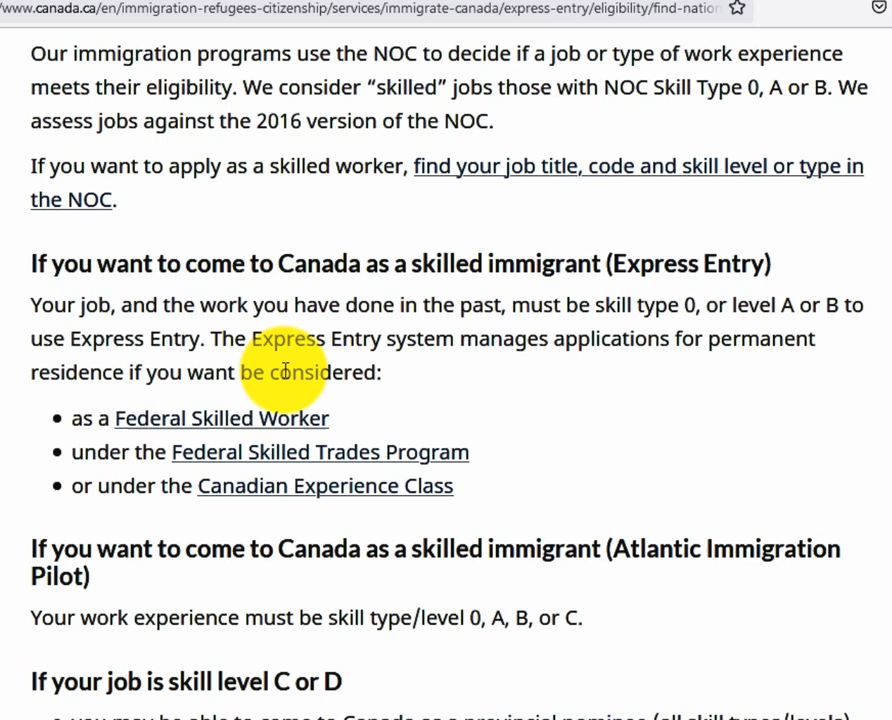 /www.canada.ca/en/immigration-refugees-citizenship/services/immigrate-canada/express-entry/eligibility/find-nation
Our immigration programs use the NOC to decide if a job or type of work experience
meets their eligibility. We consider “skilled” jobs those with NOC Skill Type 0, A or B. We
assess jobs against the 2016 version of the NOC.
If you want to apply as a skilled worker, find your job title, code and skill level or type in
the NOC.
If you want to come to Canada as a skilled immigrant (Express Entry)
Your job, and the work you have done in the past, must be skill type 0, or level A or B to
use Express Entry. The Express Entry system manages applications for permanent
residence if you want be considered:
• as a Federal Skilled Worker
• under the Federal Skilled Trades Program
• or under the Canadian Experience Class
If you want to come to Canada as a skilled immigrant (Atlantic Immigration
Pilot)
Your work experience must be skill type/level 0, A, B, or C.
If your job is skill level C or D
• you may be able to come to Canada as a provincial nominee (all skill types/levels)